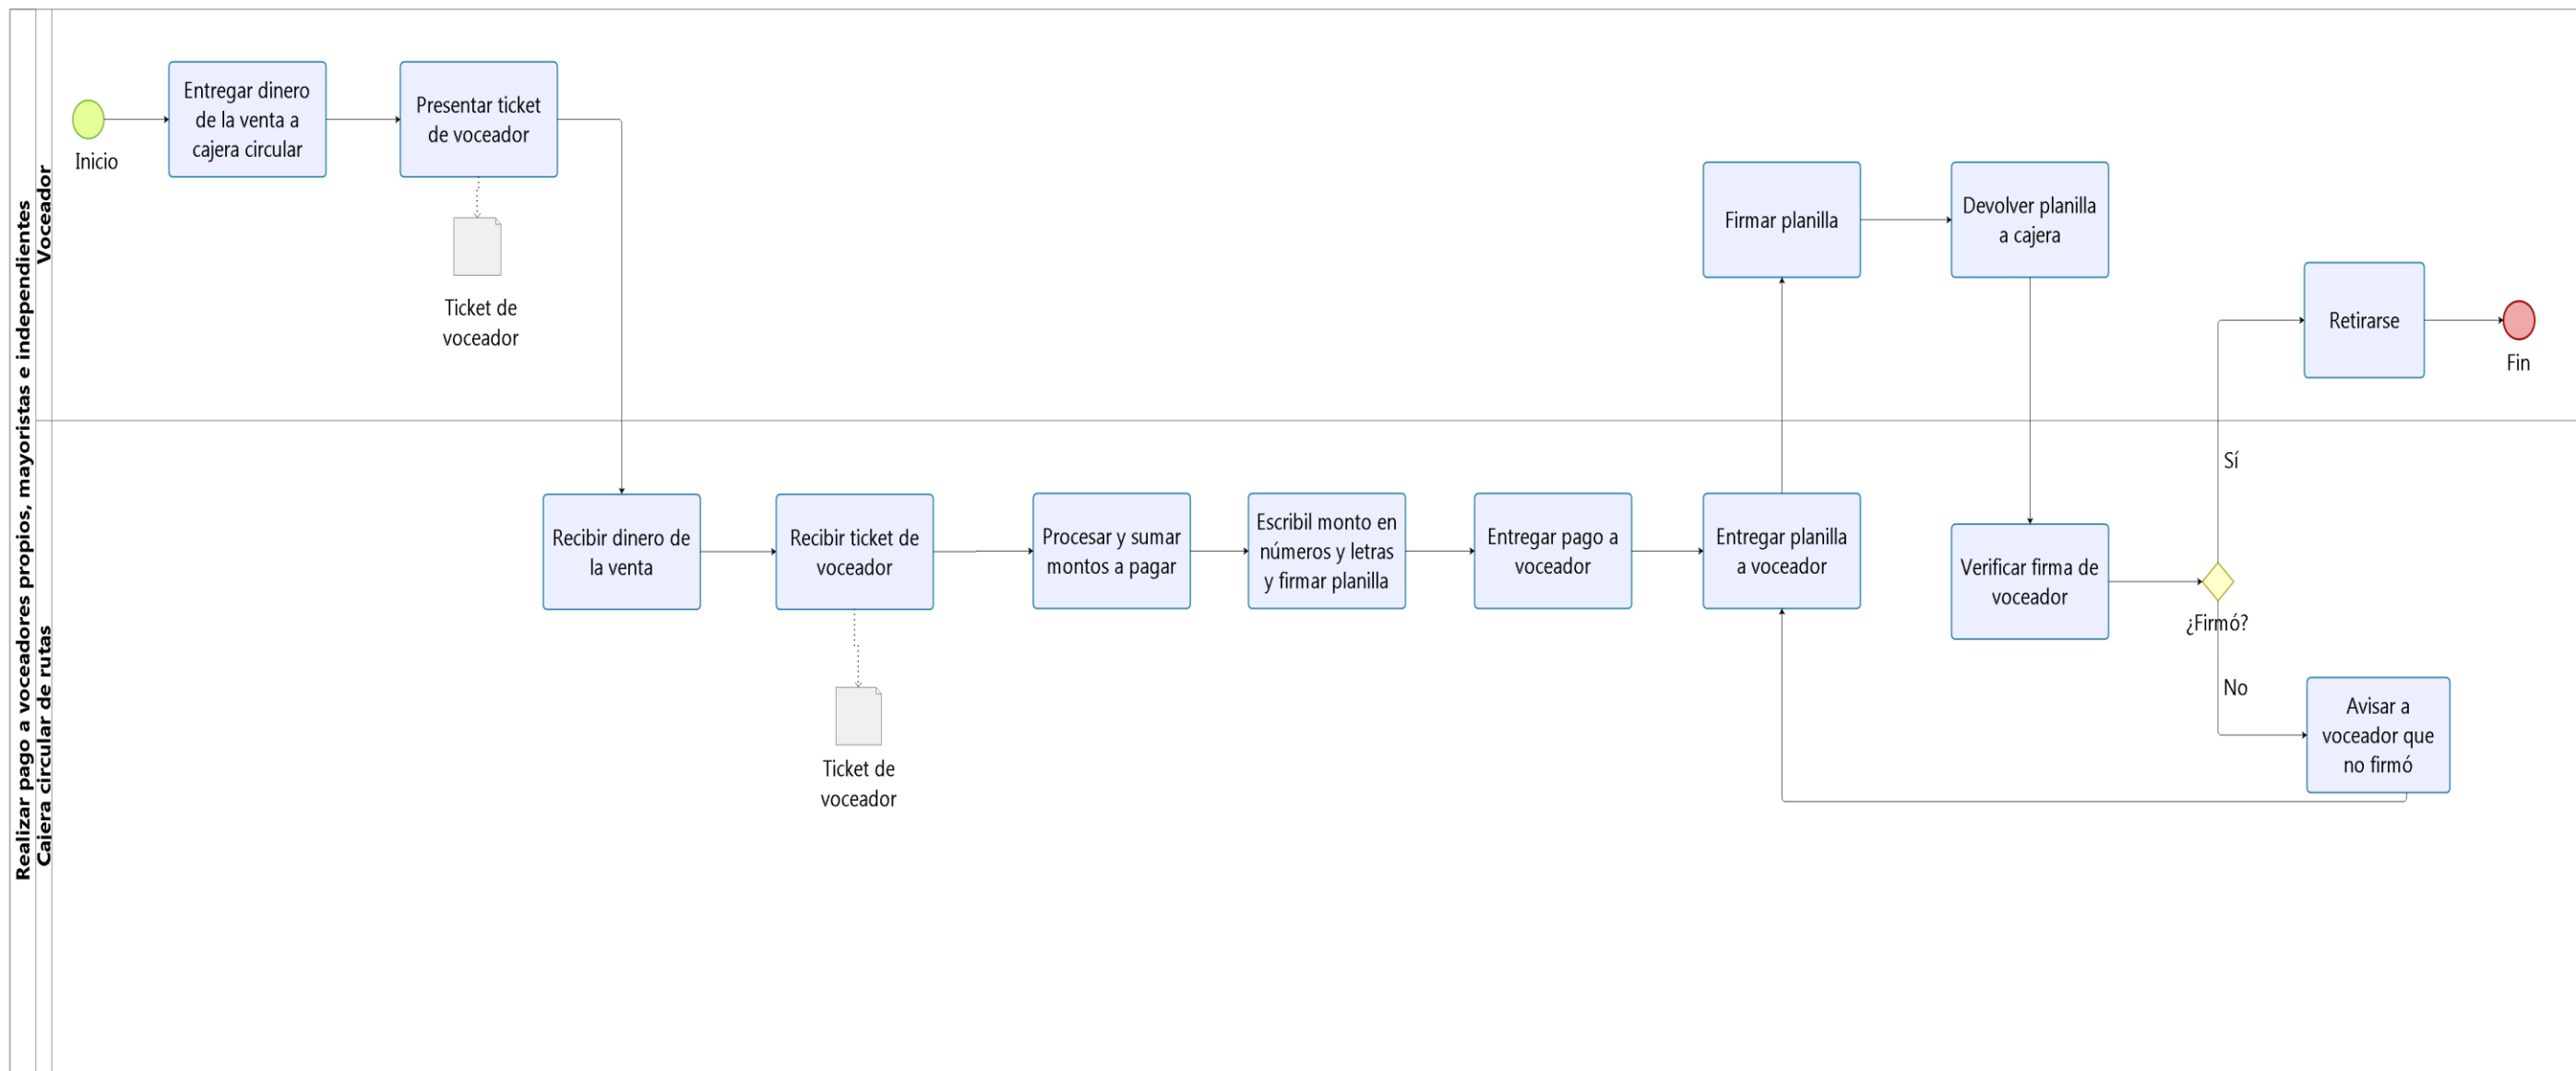 Realizar pago a voceadores propios, mayoristas e independientes
Voceador
Inicio
Entregar dinero
de la venta a
cajera circular
Presentar ticket
de voceador
Ticket de
voceador
Firmar planilla
Devolver planilla
a cajera
Retirarse
Fin
Cajera circular de rutas
Recibir dinero de
la venta
Recibir ticket de
voceador
Ticket de
voceador
Procesar y sumar
montos a pagar
Escribil monto en
números y letras
y firmar planilla
Entregar pago a
voceador
Entregar planilla
a voceador
Verificar firma de
voceador
¿Firmó?
Sí
No
Avisar a
voceador que
no firmó